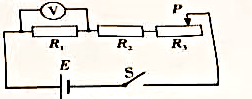 V
P
R₁ R₂ R₃
E S